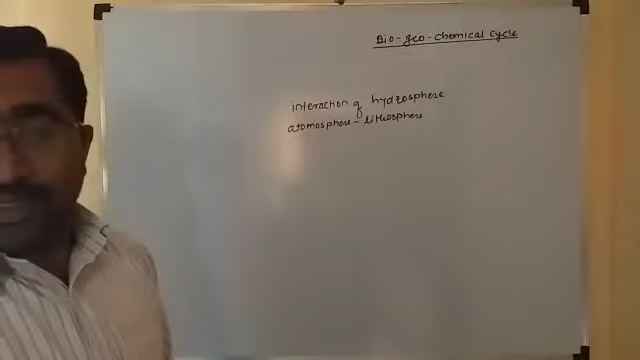 Bio-geo-chemical cycle
interaction of hydrosphere
atomosphere - lithosphere